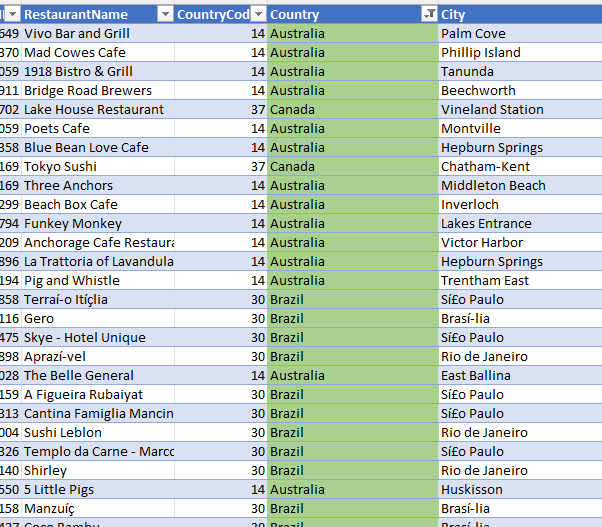 RestaurantName CountryCod Country City
649 Vivo Bar and Grill 14 Australia Palm Cove
370 Mad Cowes Cafe 14 Australia Phillip Island
059 1918 Bistro & Grill 14 Australia Tanunda
911 Bridge Road Brewers 14 Australia Beechworth
702 Lake House Restaurant 37 Canada Vineland Station
059 Poets Cafe 14 Australia Montville
358 Blue Bean Love Cafe 14 Australia Hepburn Springs
169 Tokyo Sushi 37 Canada Chatham-Kent
169 Three Anchors 14 Australia Middleton Beach
299 Beach Box Cafe 14 Australia Inverloch
794 Funkey Monkey 14 Australia Lakes Entrance
209 Anchorage Cafe Restaura 14 Australia Victor Harbor
896 La Trattoria of Lavandula 14 Australia Hepburn Springs
194 Pig and Whistle 14 Australia Trentham East
858 Terraí-o Itíçlia 30 Brazil Sí£o Paulo
116 Gero 30 Brazil Brasí-lia
475 Skye - Hotel Unique 30 Brazil Sí£o Paulo
898 Aprazí-vel 30 Brazil Rio de Janeiro
028 The Belle General 14 Australia East Ballina
159 A Figueira Rubaiyat 30 Brazil Sí£o Paulo
313 Cantina Famiglia Mancin 30 Brazil Sí£o Paulo
004 Sushi Leblon 30 Brazil Rio de Janeiro
326 Templo da Carne - Marco 30 Brazil Sí£o Paulo
140 Shirley 30 Brazil Rio de Janeiro
550 5 Little Pigs 14 Australia Huskisson
158 Manzuíç 30 Brazil Brasí-lia